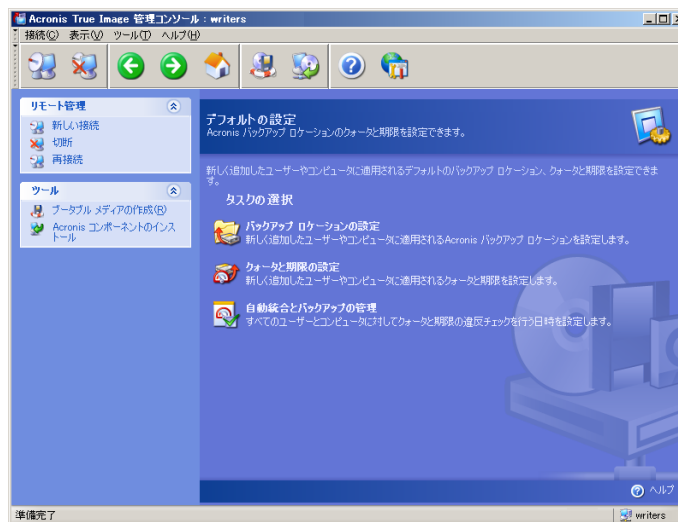 Acronis True Image 管理コンソール : writers
接続(C) 表示(V) ツール(T) ヘルプ(H)
リモート管理
新しい接続
切断
再接続
ツール
ブータブル メディアの作成(R)
Acronis コンポーネントのインス
トール
デフォルトの設定
Acronis バックアップ ロケーションのクォータと期限を設定できます。
新しく追加したユーザーやコンピュータに適用されるデフォルトのバックアップ ロケーション、クォータと期限を設定できま
す。
タスクの選択
バックアップ ロケーションの設定
新しく追加したユーザーやコンピュータに適用されるAcronis バックアップ ロケーションを設定します。
クォータと期限の設定
新しく追加したユーザーやコンピュータに適用されるクォータと期限を設定します。
自動統合とバックアップの管理
すべてのユーザーとコンピュータに対してクォータと期限の違反チェックを行う日時を設定します。
ヘルプ
準備完了
writers